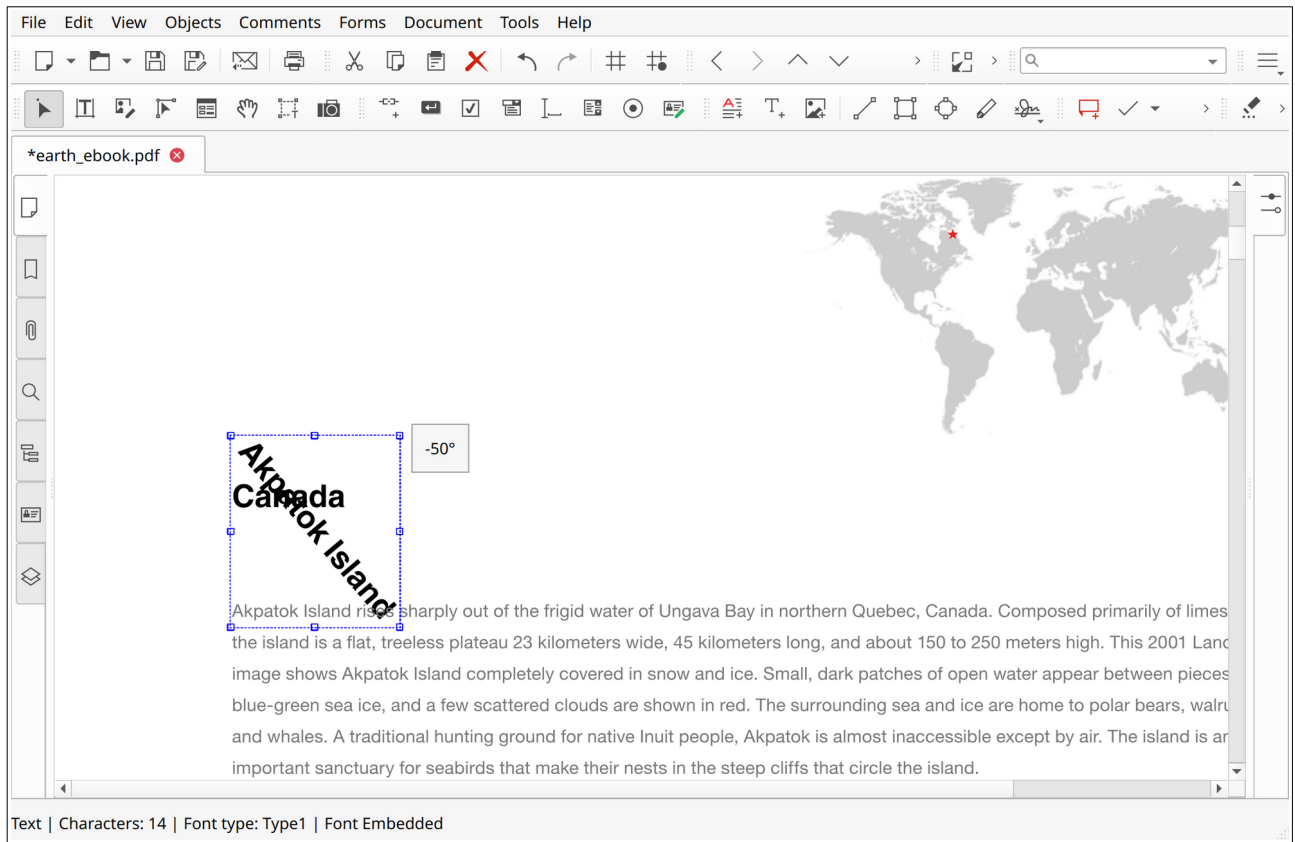 File Edit View Objects Comments Forms Document Tools Help
*earth_ebook.pdf
-50°
Akpatok Island
Canada
Akpatok Island rises sharply out of the frigid water of Ungava Bay in northern Quebec, Canada. Composed primarily of limes
the island is a flat, treeless plateau 23 kilometers wide, 45 kilometers long, and about 150 to 250 meters high. This 2001 Land
image shows Akpatok Island completely covered in snow and ice. Small, dark patches of open water appear between pieces
blue-green sea ice, and a few scattered clouds are shown in red. The surrounding sea and ice are home to polar bears, walru
and whales. A traditional hunting ground for native Inuit people, Akpatok is almost inaccessible except by air. The island is an
important sanctuary for seabirds that make their nests in the steep cliffs that circle the island.
Text | Characters: 14 | Font type: Type1 | Font Embedded